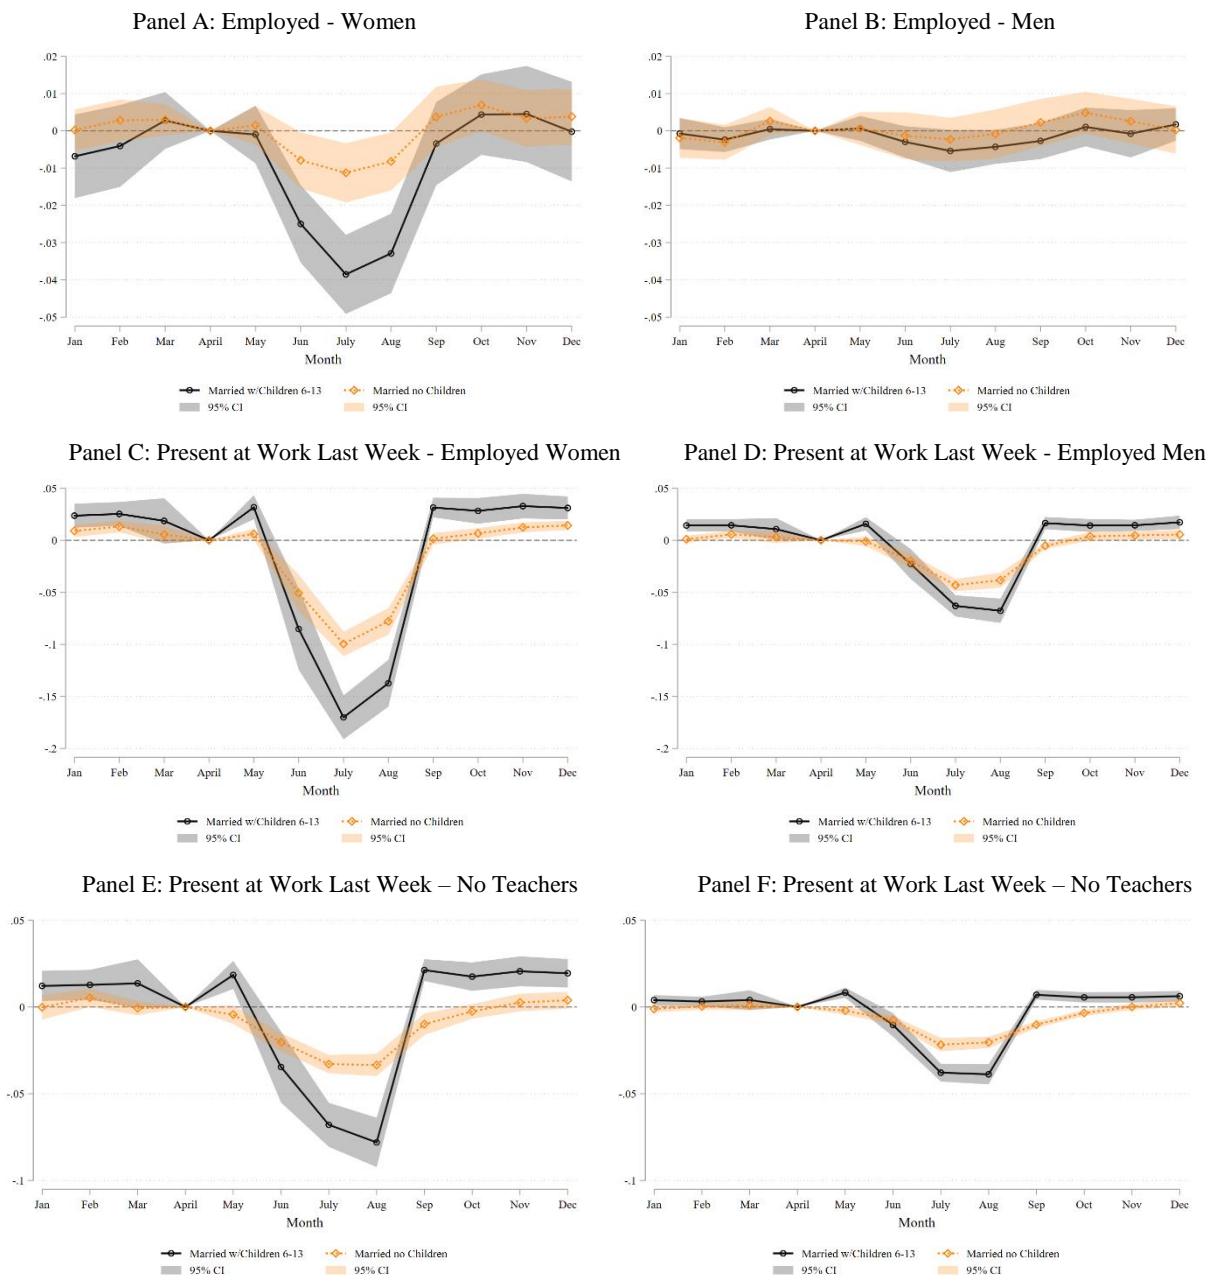 Panel A: Employed - Women
.02
.01
0
-.01
-.02
-.03
-.04
-.05
Jan Feb Mar April May Jun July Aug Sep Oct Nov Dec
Month
Married w/Children 6-13 Married no Children
95% CI 95% CI
Panel B: Employed - Men
.02
.01
0
-.01
-.02
-.03
-.04
-.05
Jan Feb Mar April May Jun July Aug Sep Oct Nov Dec
Month
Married w/Children 6-13 Married no Children
95% CI 95% CI
Panel C: Present at Work Last Week - Employed Women
.05
0
-.05
-.1
-.15
-.2
Jan Feb Mar April May Jun July Aug Sep Oct Nov Dec
Month
Married w/Children 6-13 Married no Children
95% CI 95% CI
Panel D: Present at Work Last Week - Employed Men
.05
0
-.05
-.1
-.15
-.2
Jan Feb Mar April May Jun July Aug Sep Oct Nov Dec
Month
Married w/Children 6-13 Married no Children
95% CI 95% CI
Panel E: Present at Work Last Week – No Teachers
.05
0
-.05
-.1
Jan Feb Mar April May Jun July Aug Sep Oct Nov Dec
Month
Married w/Children 6-13 Married no Children
95% CI 95% CI
Panel F: Present at Work Last Week – No Teachers
.05
0
-.05
-.1
Jan Feb Mar April May Jun July Aug Sep Oct Nov Dec
Month
Married w/Children 6-13 Married no Children
95% CI 95% CI